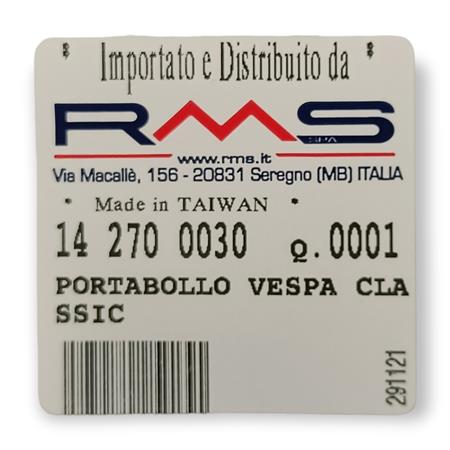 * Importato e Distribuito da *
RMS
SPA
www.rms.it
Via Macallè, 156 - 20831 Seregno (MB) ITALIA
* Made in TAIWAN *
14 270 0030 Q.0001
PORTABOLLO VESPA CLA
SSIC
291121